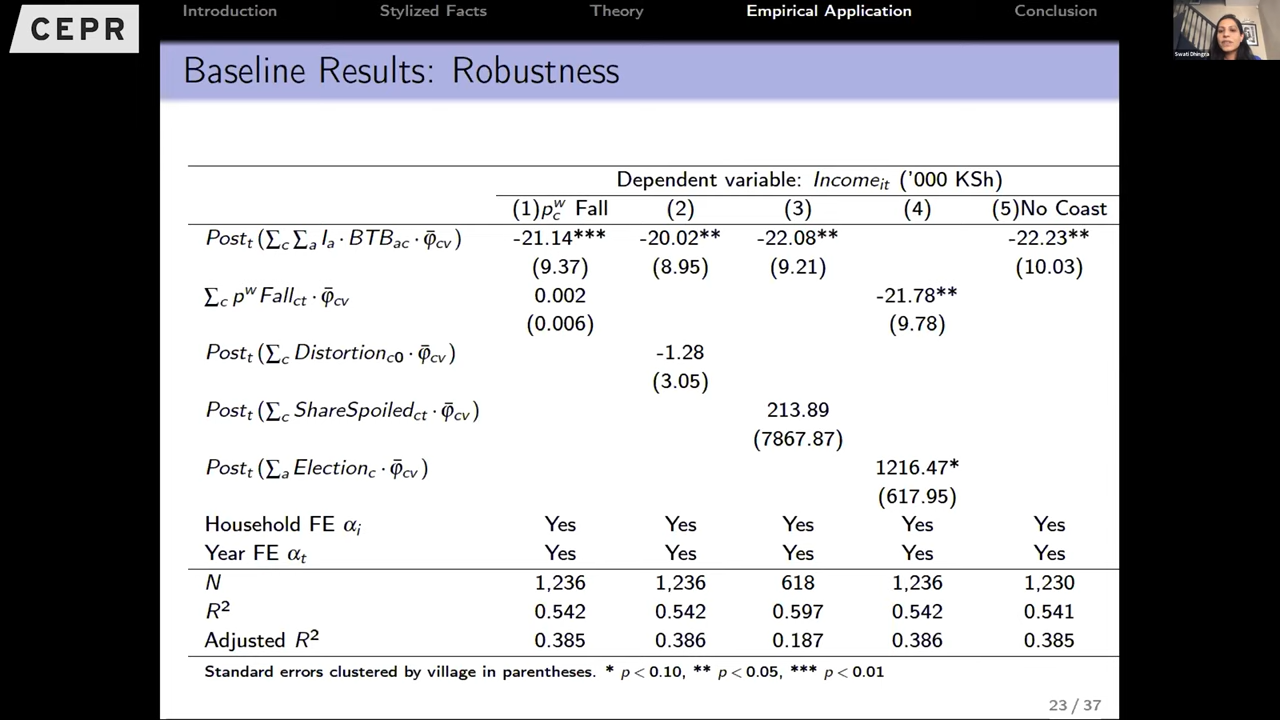 CEPR
Introduction Stylized Facts Theory Empirical Application Conclusion
Swati Dhingra
Baseline Results: Robustness
Dependent variable: Income_it ('000 KSh)
(1)p_c^w Fall (2) (3) (4) (5)No Coast
Post_t (∑_c ∑_a I_a · BTB_ac · φ̄_cv) -21.14*** -20.02** -22.08** -22.23**
(9.37) (8.95) (9.21) (10.03)
∑_c p^w Fall_ct · φ̄_cv 0.002 -21.78**
(0.006) (9.78)
Post_t (∑_c Distortion_c0 · φ̄_cv) -1.28
(3.05)
Post_t (∑_c ShareSpoiled_ct · φ̄_cv) 213.89
(7867.87)
Post_t (∑_a Election_c · φ̄_cv) 1216.47*
(617.95)
Household FE α_i Yes Yes Yes Yes Yes
Year FE α_t Yes Yes Yes Yes Yes
N 1,236 1,236 618 1,236 1,230
R² 0.542 0.542 0.597 0.542 0.541
Adjusted R² 0.385 0.386 0.187 0.386 0.385
Standard errors clustered by village in parentheses. * p < 0.10, ** p < 0.05, *** p < 0.01
23 / 37